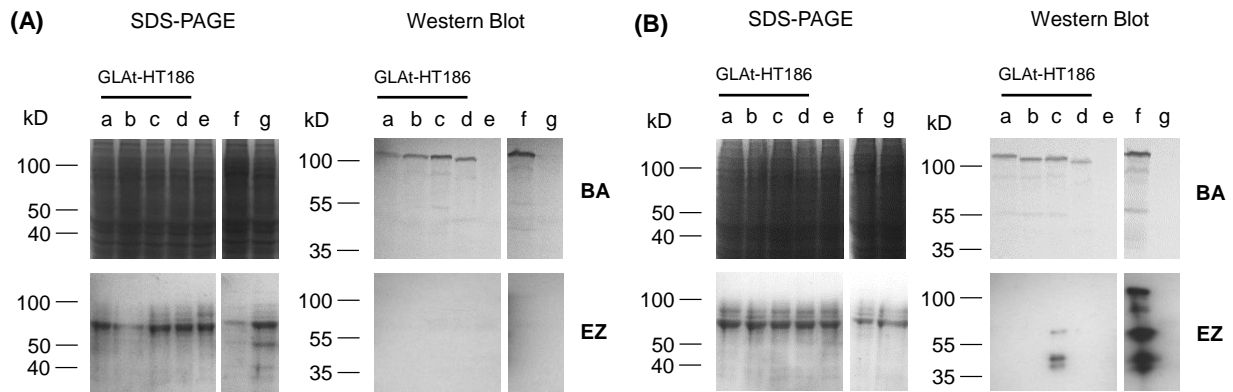 (A)
SDS-PAGE
Western Blot
GLAt-HT186
GLAt-HT186
kD
a b c d e f g
kD
a b c d e f g
100
50
40
100
55
35
BA
100
50
40
100
55
35
EZ
(B)
SDS-PAGE
Western Blot
GLAt-HT186
GLAt-HT186
kD
a b c d e f g
kD
a b c d e f g
100
50
40
100
55
35
BA
100
50
40
100
55
35
EZ